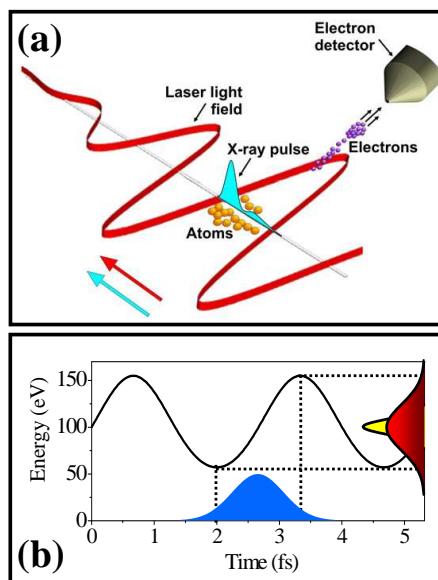 (a)
Electron
detector
Laser light
field
X-ray pulse
Electrons
Atoms
150
100
50
0
Energy (eV)
0 1 2 3 4 5
Time (fs)
(b)